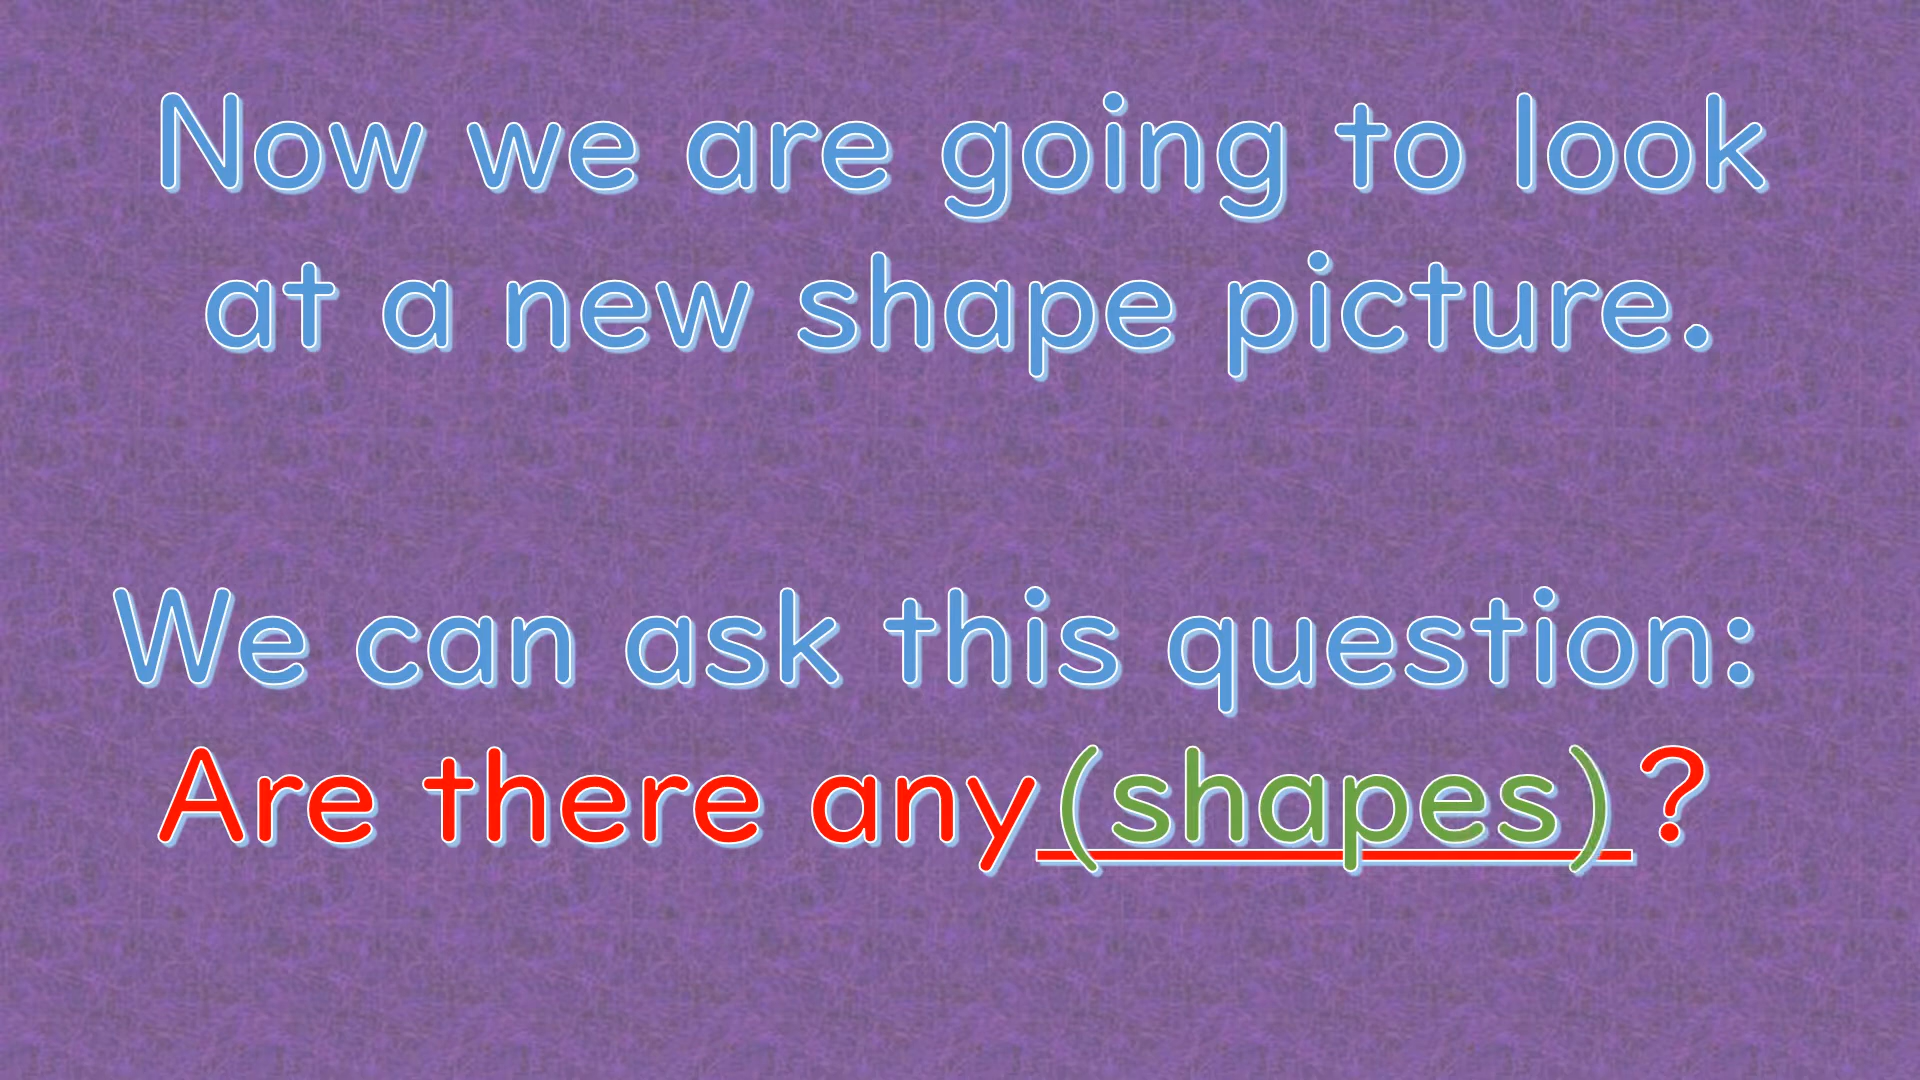 Now we are going to look
at a new shape picture.
We can ask this question:
Are there any (shapes) ?